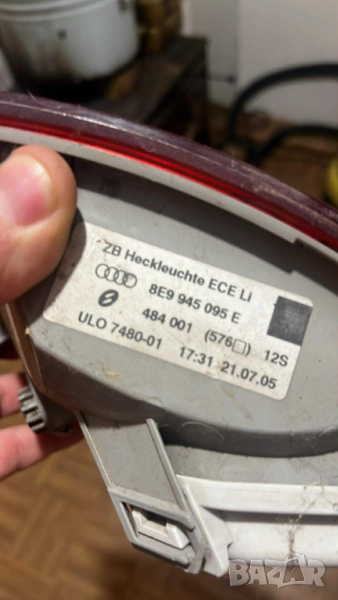 ZB Heckleuchte ECE Li
8E9 945 095 E
484 001 (576□) 12S
ULO 7480-01 17:31 21.07.05
BAZAR